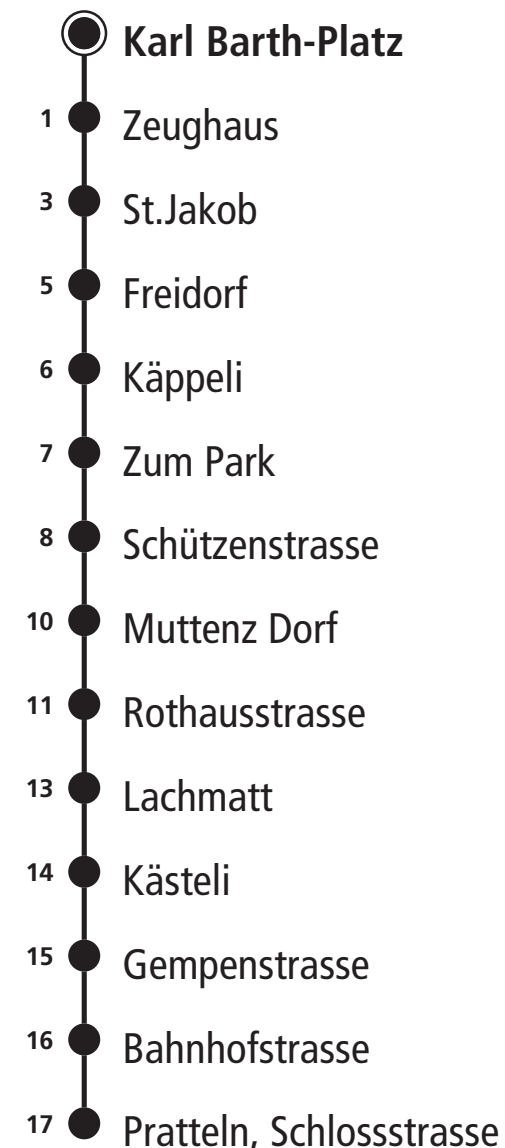 Karl Barth-Platz
1 Zeughaus
3 St.Jakob
5 Freidorf
6 Käppeli
7 Zum Park
8 Schützenstrasse
10 Muttenz Dorf
11 Rothausstrasse
13 Lachmatt
14 Kästeli
15 Gempenstrasse
16 Bahnhofstrasse
17 Pratteln, Schlossstrasse